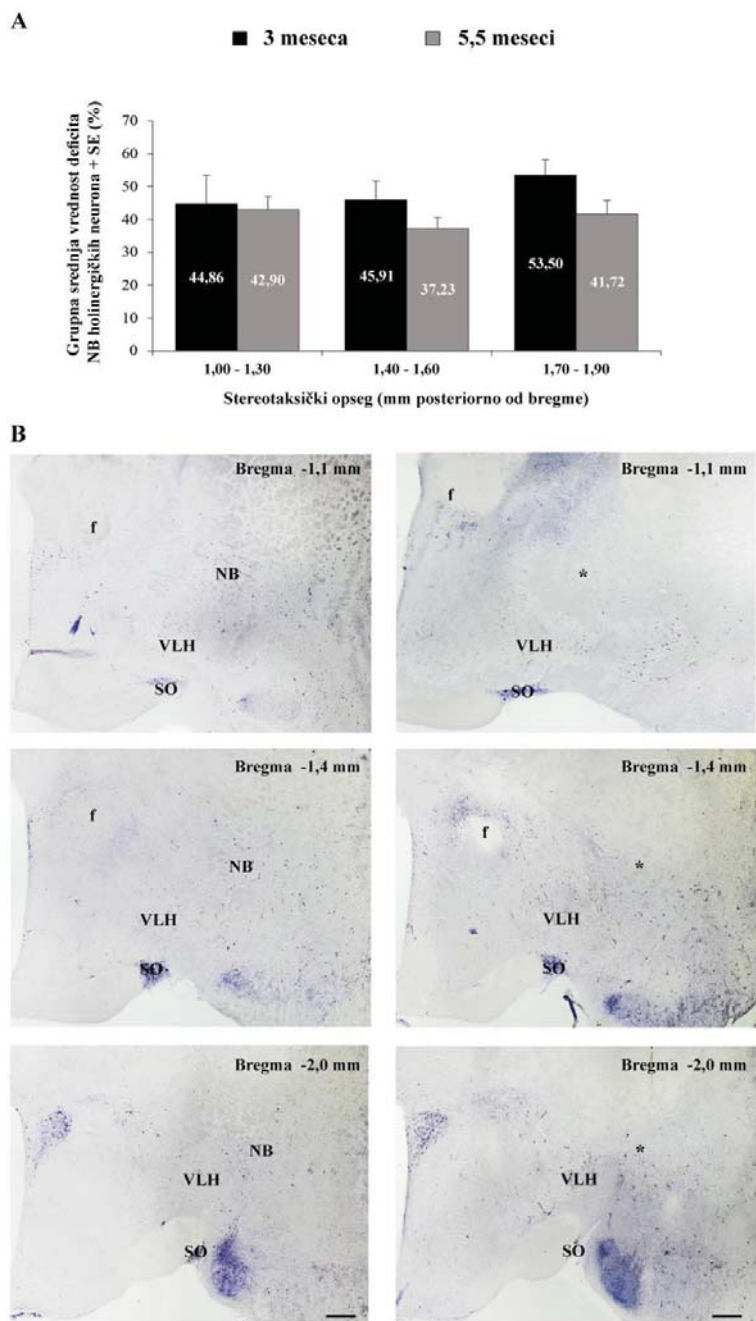 A
3 meseca 5,5 meseci
Grupna srednja vrednost deficita
NB holinergičkih neurona + SE (%)
70
60
50
40
30
20
10
0
44,86 42,90 45,91 37,23 53,50 41,72
1,00 - 1,30 1,40 - 1,60 1,70 - 1,90
Stereotaksički opseg (mm posteriorno od bregme)
B
Bregma -1,1 mm
f
NB
VLH
SO
Bregma -1,1 mm
f
*
VLH
SO
Bregma -1,4 mm
f
NB
VLH
SO
Bregma -1,4 mm
f
*
VLH
SO
Bregma -2,0 mm
NB
VLH
SO
Bregma -2,0 mm
*
VLH
SO